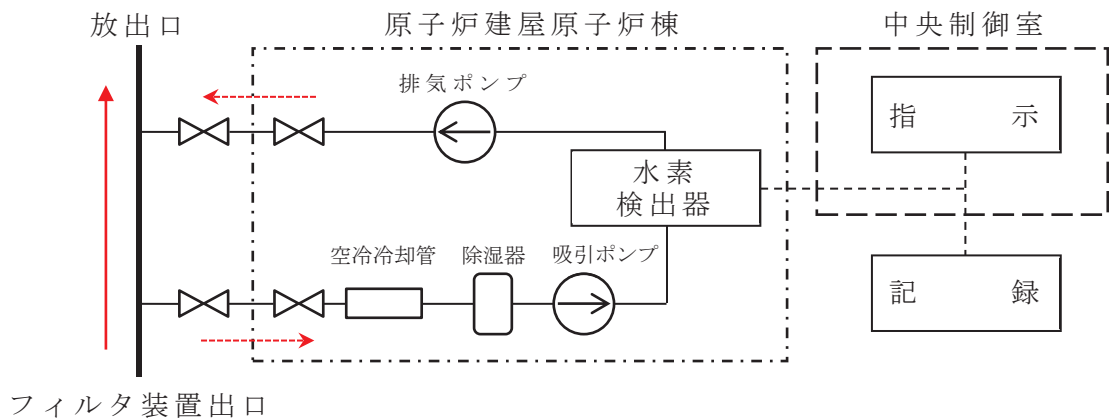 放出口
原子炉建屋原子炉棟
中央制御室
排気ポンプ
指 示
水素
検出器
空冷冷却管
除湿器
吸引ポンプ
記 録
フィルタ装置出口